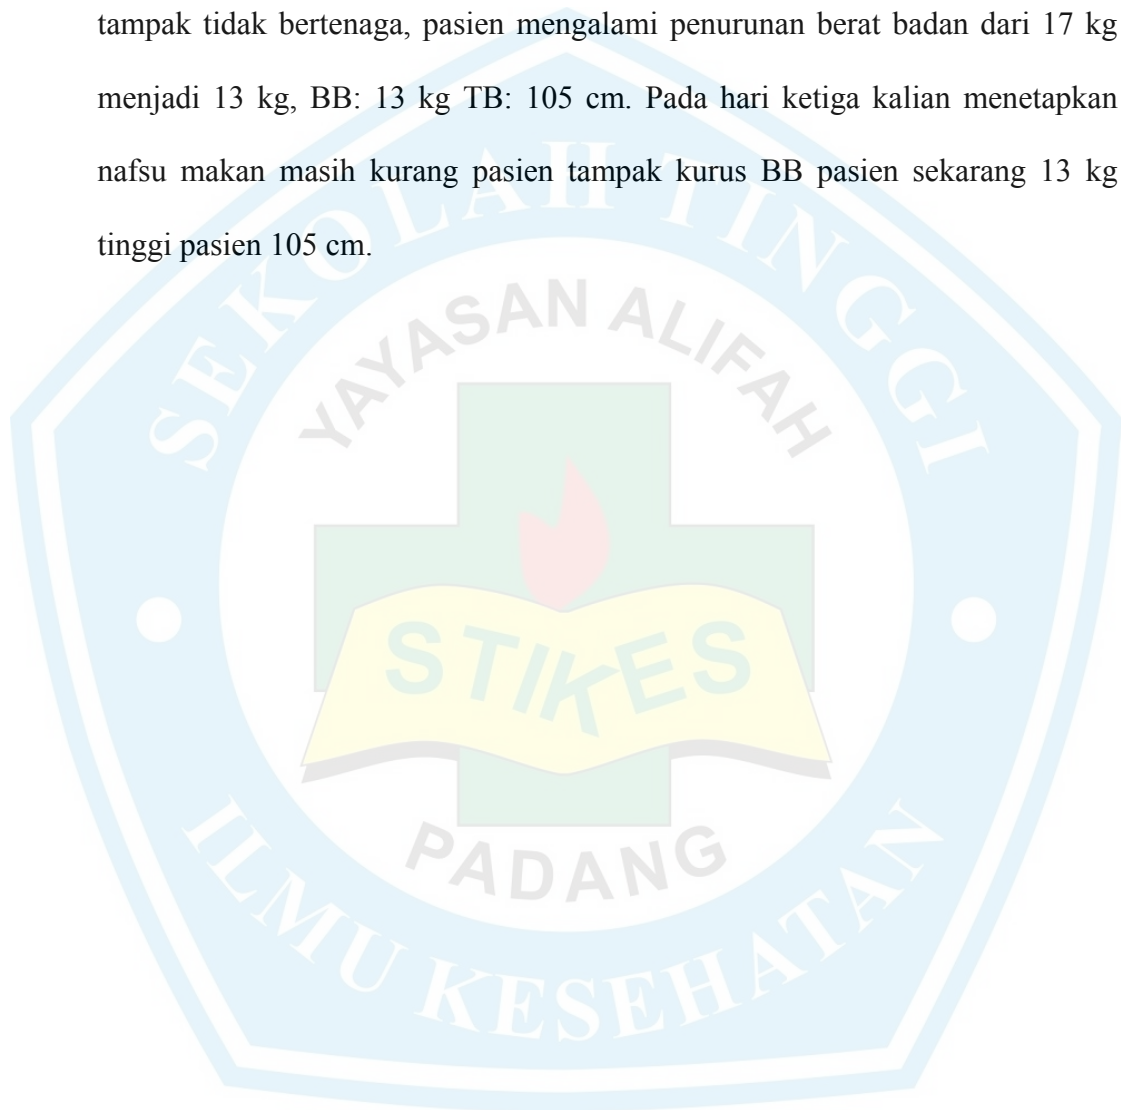 tampak tidak bertenaga, pasien mengalami penurunan berat badan dari 17 kg
menjadi 13 kg, BB: 13 kg TB: 105 cm. Pada hari ketiga kalian menetapkan
nafsu makan masih kurang pasien tampak kurus BB pasien sekarang 13 kg
tinggi pasien 105 cm.
SEKOLAH TINGGI
YAYASAN ALIFAH
STIKES
PADANG
ILMU KESEHATAN